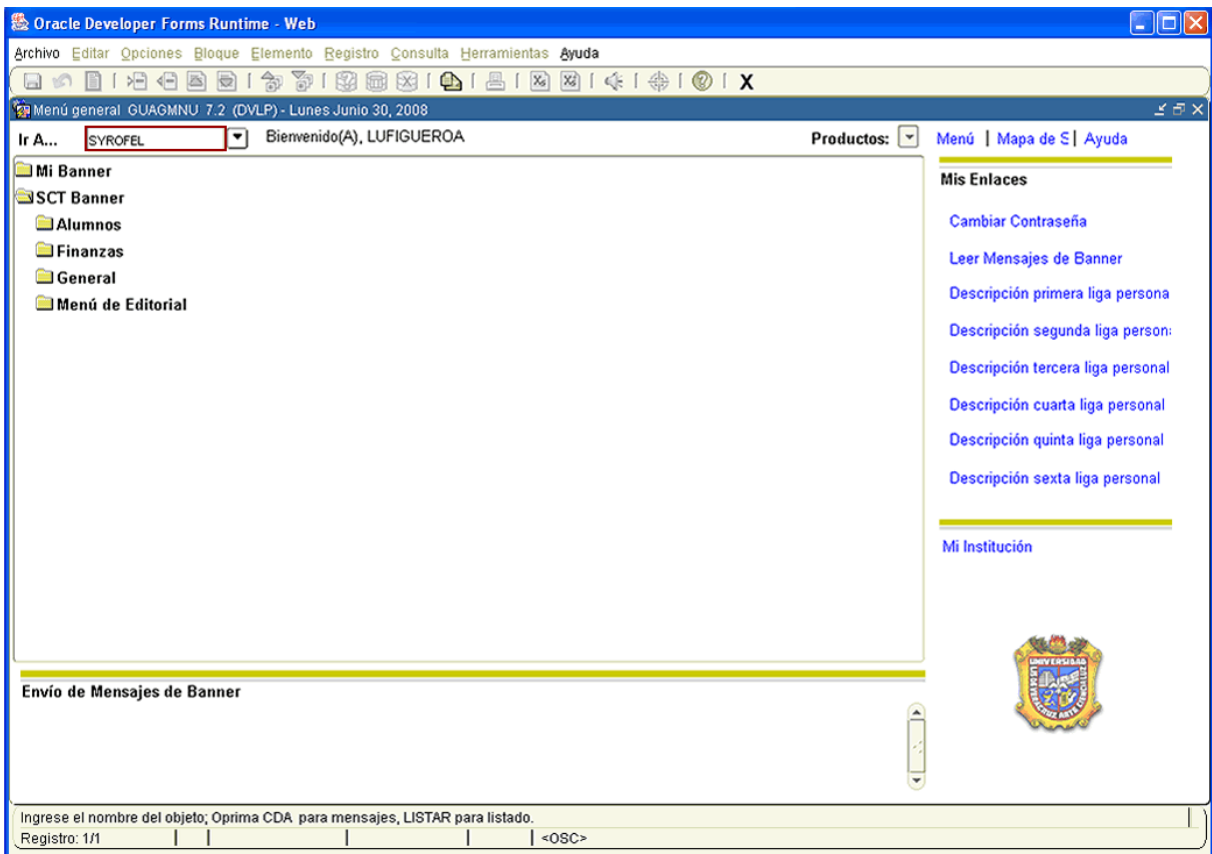 Oracle Developer Forms Runtime - Web
Archivo Editar Opciones Bloque Elemento Registro Consulta Herramientas Ayuda
X
Menú general GUAGMNU 7.2 (DVLP) - Lunes Junio 30, 2008
Ir A... SYROFEL Bienvenido(A), LUFIGUEROA Productos: Menú | Mapa de S | Ayuda
Mi Banner
SCT Banner
Alumnos
Finanzas
General
Menú de Editorial
Mis Enlaces
Cambiar Contraseña
Leer Mensajes de Banner
Descripción primera liga persona
Descripción segunda liga person
Descripción tercera liga personal
Descripción cuarta liga personal
Descripción quinta liga personal
Descripción sexta liga personal
Mi Institución
UNIVERSIDAD
Envío de Mensajes de Banner
Ingrese el nombre del objeto; Oprima CDA para mensajes, LISTAR para listado.
Registro: 1/1 <OSC>